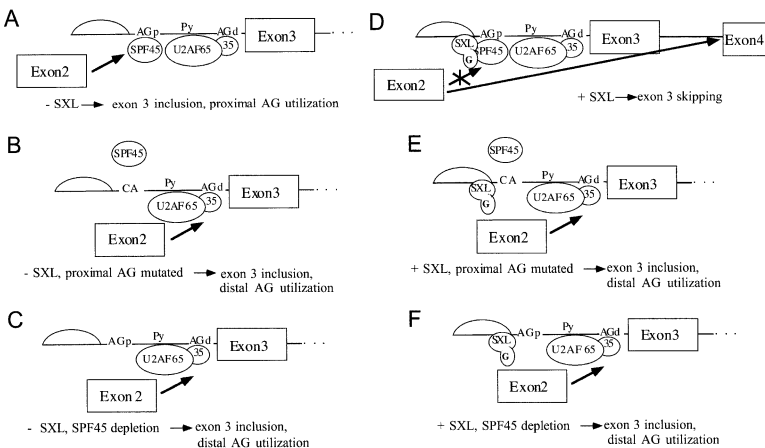 A
AGp Py AGd
SPF45 U2AF65 35 Exon3 . . .
Exon2
- SXL → exon 3 inclusion, proximal AG utilization
B
SPF45
CA Py AGd
U2AF65 35 Exon3 . . .
Exon2
- SXL, proximal AG mutated → exon 3 inclusion,
distal AG utilization
C
AGp Py AGd
U2AF65 35 Exon3 . . .
Exon 2
- SXL, SPF45 depletion → exon 3 inclusion,
distal AG utilization
D
AGp Py AGd
SXL G SPF45 U2AF65 35 Exon3 Exon4
Exon2
+ SXL → exon 3 skipping
E
SPF45
CA Py AGd
SXL G U2AF65 35 Exon3 . . .
Exon2
+ SXL, proximal AG mutated → exon 3 inclusion,
distal AG utilization
F
AGp Py AGd
SXL G U2AF65 35 Exon3 . . .
Exon2
+ SXL, SPF45 depletion → exon 3 inclusion,
distal AG utilization